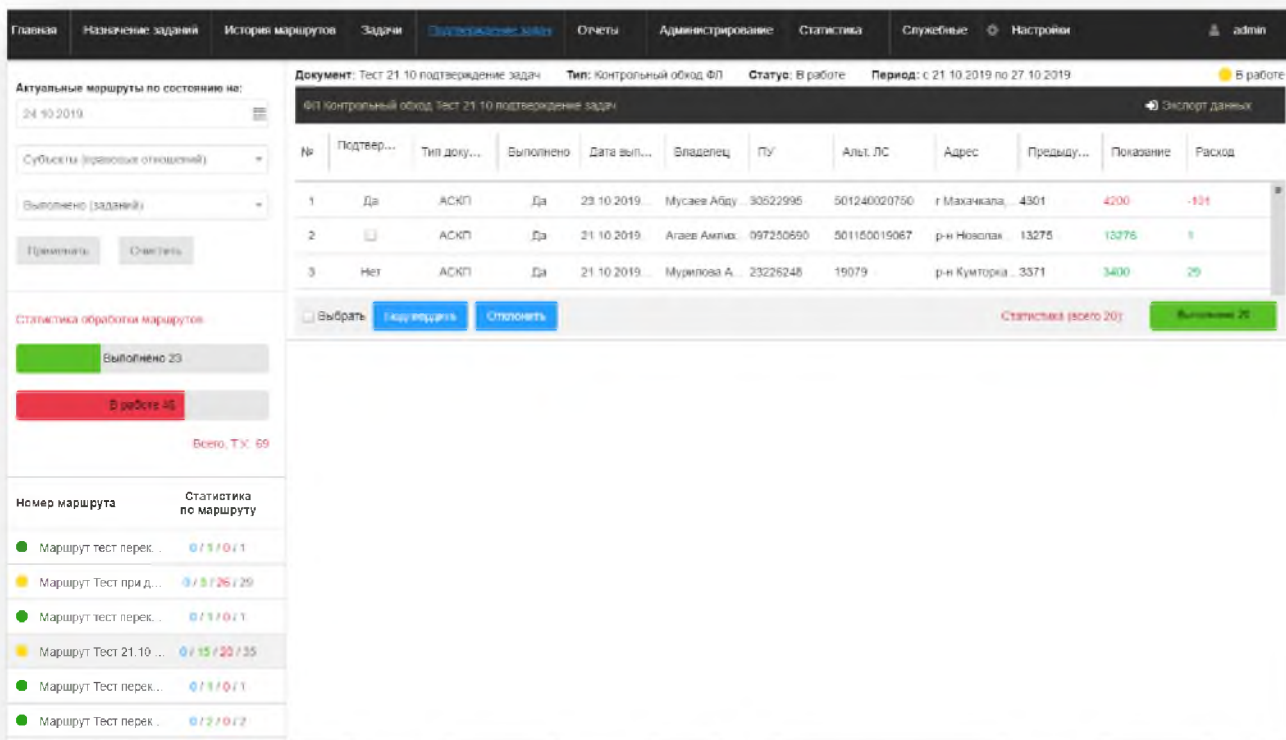 Главная Назначение заданий История маршрутов Задачи Подтверждение задач Отчеты Администрирование Статистика Служебные Настройки admin
Актуальные маршруты по состоянию на:
24.10.2019
Субъекты (правовых отношений)
Выполнено (заданий)
Применить Очистить
Статистика обработки маршрутов
Выполнено 23
В работе 46
Всего, ТУ: 69
Номер маршрута Статистика по маршруту
Маршрут тест перек... 0 / 1 / 0 / 1
Маршрут Тест при д... / 26 / 29
Маршрут тест перек... 0 / 1 / 0 / 1
Маршрут Тест 21.10 ... 0 / 15 / 20 / 35
Маршрут Тест перек... 0 / 1 / 0 / 1
Маршрут Тест перек... 0 / 2 / 0 / 2
Документ: Тест 21.10 подтверждение задач Тип: Контрольный обход ФЛ Статус: В работе Период: с 21.10.2019 по 27.10.2019 В работе
ФЛ Контрольный обход Тест 21.10 подтверждение задач Экспорт данных
№ Подтвер... Тип доку... Выполнено Дата вып... Владелец ПУ Альт. ЛС Адрес Предыду... Показание Расход
1 Да АСКП Да 23.10.2019... Мусаев Абду... 30522995 501240020750 г Махачкала, ... 4301 4200 -101
2 АСКП Да 21.10.2019... Агаев 097250690 501150019067 р-н Новолак... 13275 13276 1
3 Нет АСКП Да 21.10.2019... Мурилова А... 23226248 19079 р-н Кумторка... 3371 3400 29
Выбрать Подтвердить Отклонить Статистика (всего 20): Выполнено 20